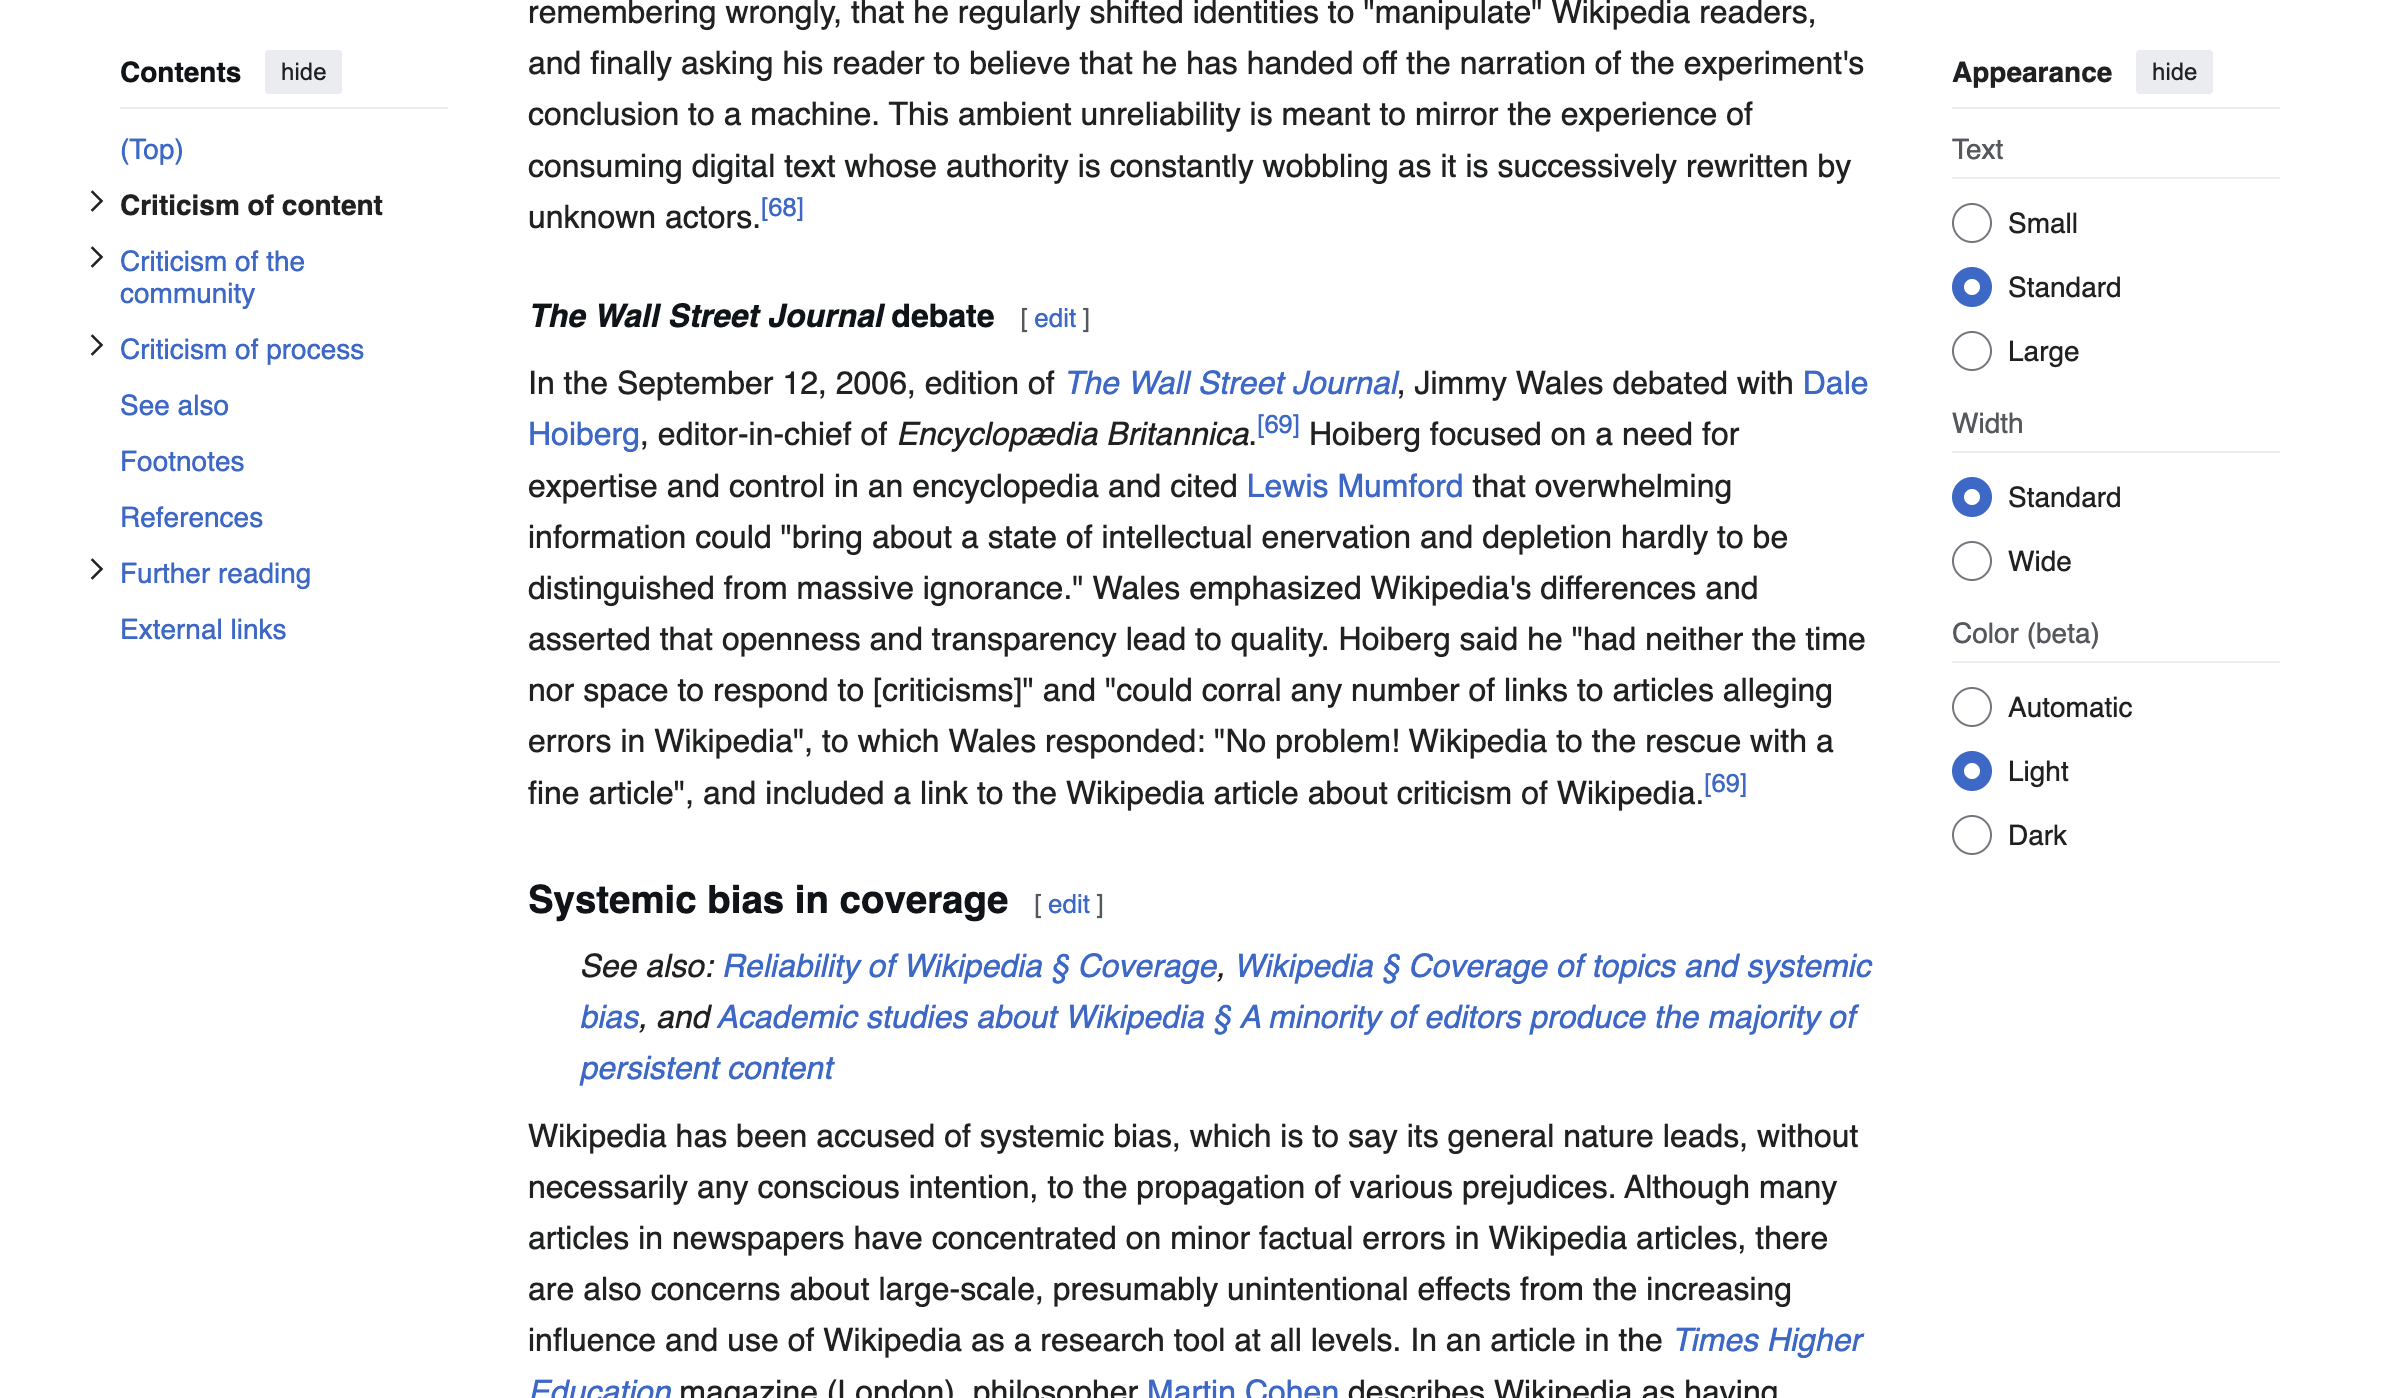 Contents hide
(Top)
Criticism of content
Criticism of the
community
Criticism of process
See also
Footnotes
References
Further reading
External links
remembering wrongly, that he regularly shifted identities to "manipulate" Wikipedia readers,
and finally asking his reader to believe that he has handed off the narration of the experiment's
conclusion to a machine. This ambient unreliability is meant to mirror the experience of
consuming digital text whose authority is constantly wobbling as it is successively rewritten by
unknown actors.[68]
The Wall Street Journal debate [ edit ]
In the September 12, 2006, edition of The Wall Street Journal, Jimmy Wales debated with Dale
Hoiberg, editor-in-chief of Encyclopædia Britannica.[69] Hoiberg focused on a need for
expertise and control in an encyclopedia and cited Lewis Mumford that overwhelming
information could "bring about a state of intellectual enervation and depletion hardly to be
distinguished from massive ignorance." Wales emphasized Wikipedia's differences and
asserted that openness and transparency lead to quality. Hoiberg said he "had neither the time
nor space to respond to [criticisms]" and "could corral any number of links to articles alleging
errors in Wikipedia", to which Wales responded: "No problem! Wikipedia to the rescue with a
fine article", and included a link to the Wikipedia article about criticism of Wikipedia.[69]
Systemic bias in coverage [ edit ]
See also: Reliability of Wikipedia § Coverage, Wikipedia § Coverage of topics and systemic
bias, and Academic studies about Wikipedia § A minority of editors produce the majority of
persistent content
Wikipedia has been accused of systemic bias, which is to say its general nature leads, without
necessarily any conscious intention, to the propagation of various prejudices. Although many
articles in newspapers have concentrated on minor factual errors in Wikipedia articles, there
are also concerns about large-scale, presumably unintentional effects from the increasing
influence and use of Wikipedia as a research tool at all levels. In an article in the Times Higher
Education magazine (London), philosopher Martin Cohen describes Wikipedia as having
Appearance hide
Text
Small
Standard
Large
Width
Standard
Wide
Color (beta)
Automatic
Light
Dark